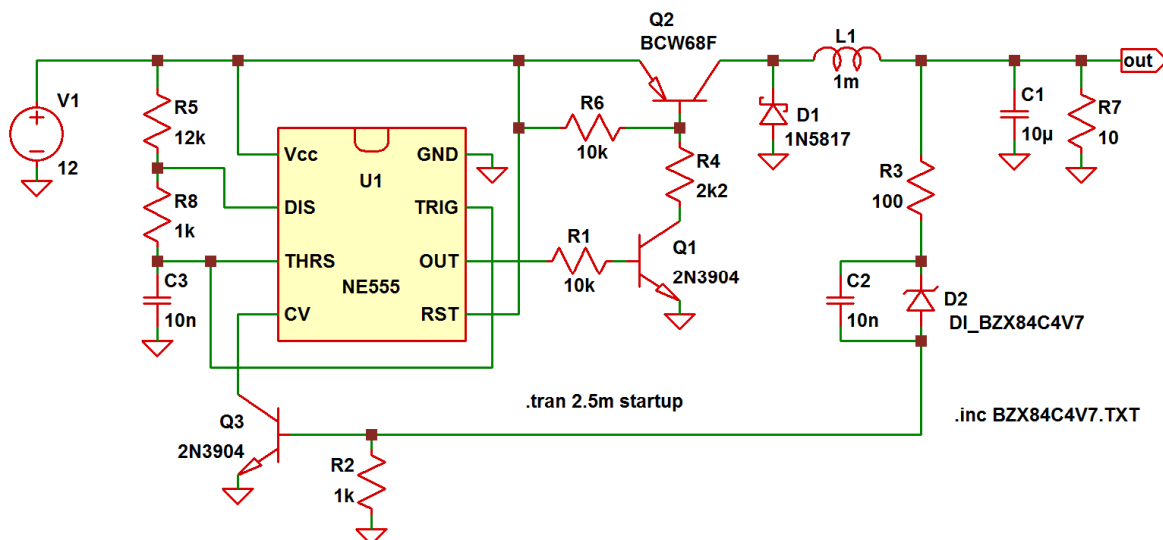 Q2
BCW68F
L1
1m
out
V1
12
R5
12k
R6
10k
D1
1N5817
C1
10µ
R7
10
Vcc
GND
U1
R4
2k2
R3
100
R8
1k
DIS
TRIG
R1
10k
Q1
2N3904
THRS
OUT
C3
10n
NE555
C2
10n
D2
DI_BZX84C4V7
CV
RST
.tran 2.5m startup
.inc BZX84C4V7.TXT
Q3
2N3904
R2
1k